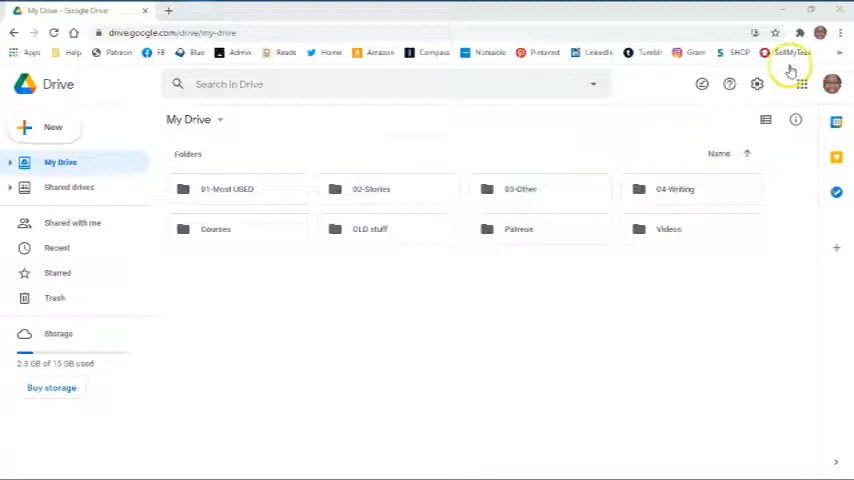 My Drive - Google Drive
drive.google.com/drive/my-drive
Apps Help Patreon FB Blue Admin Reads Home Amazon Compass Noteable Pinterest LinkedIn Tumblr Gram SHOP SellMyTees »
Drive
Search in Drive
New
My Drive
Folders
Name
My Drive
Shared drives
01-Most USED
02-Stories
03-Other
04-Writing
Shared with me
Courses
OLD stuff
Patreon
Videos
Recent
Starred
Trash
Storage
2.3 GB of 15 GB used
Buy storage